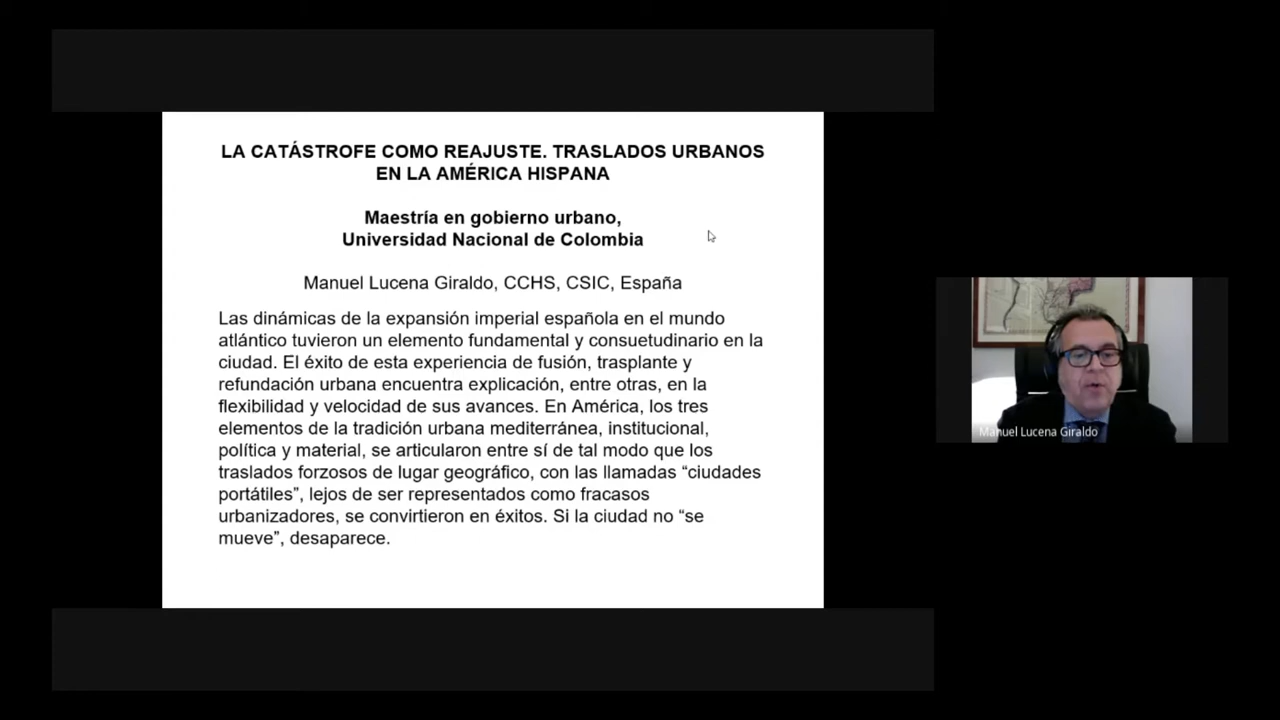 LA CATÁSTROFE COMO REAJUSTE. TRASLADOS URBANOS
EN LA AMÉRICA HISPANA
Maestría en gobierno urbano,
Universidad Nacional de Colombia
Manuel Lucena Giraldo, CCHS, CSIC, España
Las dinámicas de la expansión imperial española en el mundo
atlántico tuvieron un elemento fundamental y consuetudinario en la
ciudad. El éxito de esta experiencia de fusión, trasplante y
refundación urbana encuentra explicación, entre otras, en la
flexibilidad y velocidad de sus avances. En América, los tres
elementos de la tradición urbana mediterránea, institucional,
política y material, se articularon entre sí de tal modo que los
traslados forzosos de lugar geográfico, con las llamadas “ciudades
portátiles”, lejos de ser representados como fracasos
urbanizadores, se convirtieron en éxitos. Si la ciudad no “se
mueve”, desaparece.
Manuel Lucena Giraldo